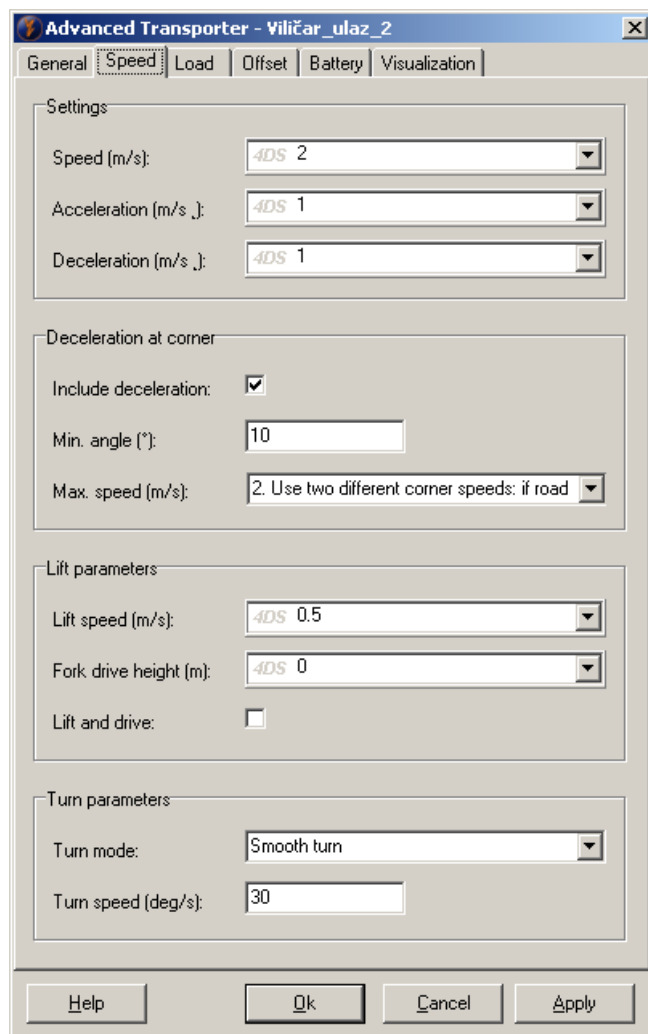 Advanced Transporter - Viličar_ulaz_2
General Speed Load Offset Battery Visualization
Settings
Speed (m/s): 4DS 2
Acceleration (m/s˛): 4DS 1
Deceleration (m/s˛): 4DS 1
Deceleration at corner
Include deceleration:
Min. angle (°): 10
Max. speed (m/s): 2. Use two different corner speeds: if road
Lift parameters
Lift speed (m/s): 4DS 0.5
Fork drive height (m): 4DS 0
Lift and drive:
Turn parameters
Turn mode: Smooth turn
Turn speed (deg/s): 30
Help Ok Cancel Apply